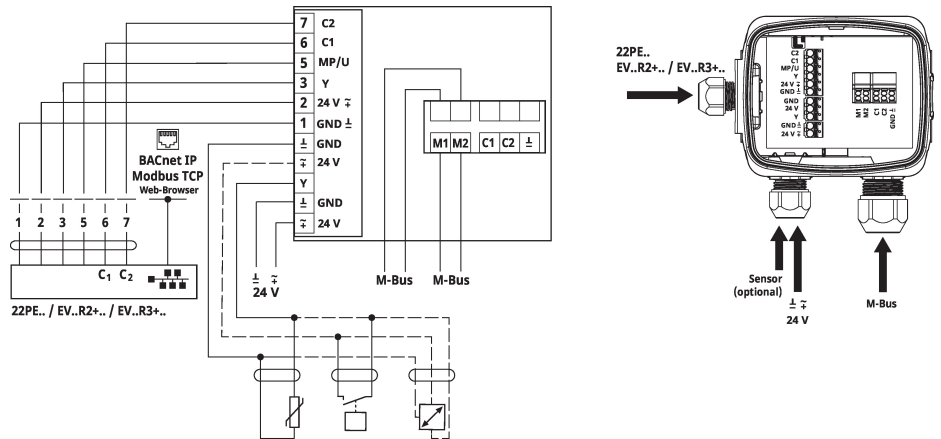 7 C2
6 C1
5 MP/U
3 Y
2 24 V
1 GND
GND
24 V
Y
GND
24 V
M1 M2 C1 C2
BACnet IP
Modbus TCP
Web-Browser
1 2 3 5 6 7
C1 C2
22PE.. / EV..R2+.. / EV..R3+..
24 V
M-Bus M-Bus
22PE..
EV..R2+.. / EV..R3+..
C2
C1
MP/U
Y
24 V
GND
GND
24 V
Y
GND
24 V
M1
M2
C1
C2
GND
Sensor
(optional)
24 V
M-Bus